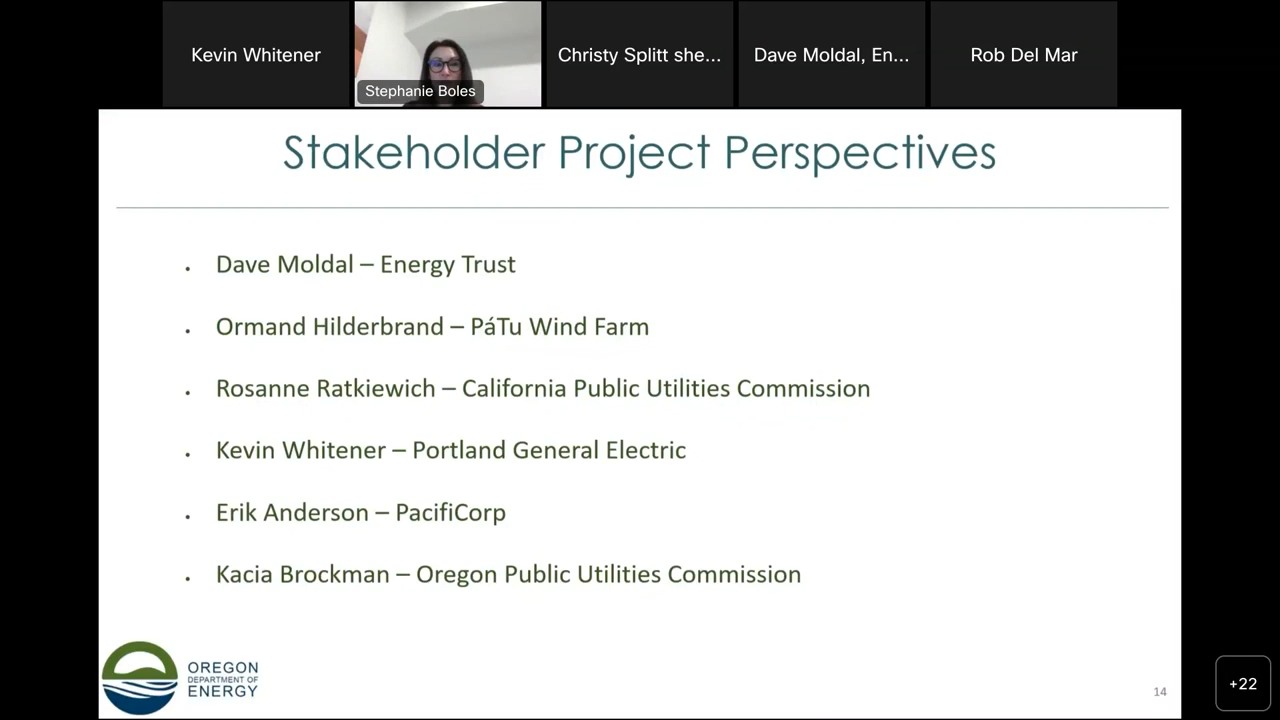 Kevin Whitener
Stephanie Boles
Christy Splitt she...
Dave Moldal, En...
Rob Del Mar
Stakeholder Project Perspectives
• Dave Moldal – Energy Trust
• Ormand Hilderbrand – PáTu Wind Farm
• Rosanne Ratkiewich – California Public Utilities Commission
• Kevin Whitener – Portland General Electric
• Erik Anderson – PacifiCorp
• Kacia Brockman – Oregon Public Utilities Commission
OREGON
DEPARTMENT OF
ENERGY
14
+22